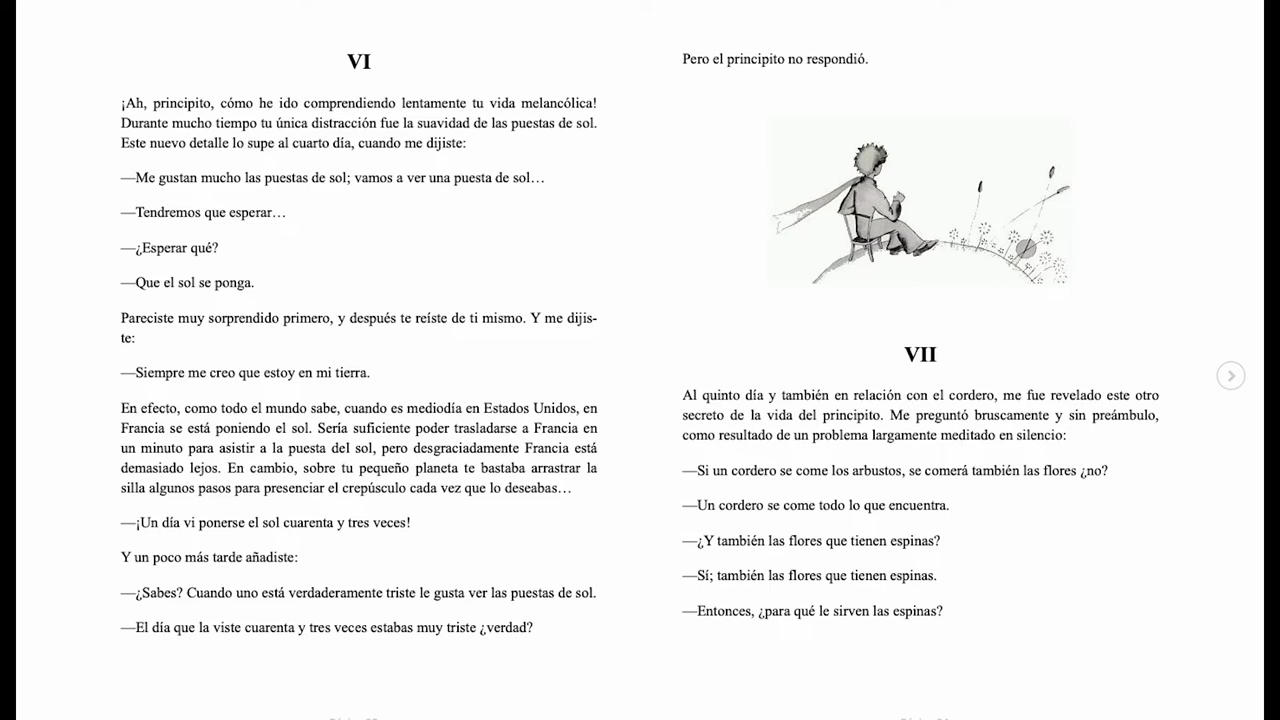 VI
¡Ah, principito, cómo he ido comprendiendo lentamente tu vida melancólica!
Durante mucho tiempo tu única distracción fue la suavidad de las puestas de sol.
Este nuevo detalle lo supe al cuarto día, cuando me dijiste:
—Me gustan mucho las puestas de sol; vamos a ver una puesta de sol…
—Tendremos que esperar…
—¿Esperar qué?
—Que el sol se ponga.
Pareciste muy sorprendido primero, y después te reíste de ti mismo. Y me dijis-
te:
—Siempre me creo que estoy en mi tierra.
En efecto, como todo el mundo sabe, cuando es mediodía en Estados Unidos, en
Francia se está poniendo el sol. Sería suficiente poder trasladarse a Francia en
un minuto para asistir a la puesta del sol, pero desgraciadamente Francia está
demasiado lejos. En cambio, sobre tu pequeño planeta te bastaba arrastrar la
silla algunos pasos para presenciar el crepúsculo cada vez que lo deseabas…
—¡Un día vi ponerse el sol cuarenta y tres veces!
Y un poco más tarde añadiste:
—¿Sabes? Cuando uno está verdaderamente triste le gusta ver las puestas de sol.
—El día que la viste cuarenta y tres veces estabas muy triste ¿verdad?
Pero el principito no respondió.
VII
Al quinto día y también en relación con el cordero, me fue revelado este otro
secreto de la vida del principito. Me preguntó bruscamente y sin preámbulo,
como resultado de un problema largamente meditado en silencio:
—Si un cordero se come los arbustos, se comerá también las flores ¿no?
—Un cordero se come todo lo que encuentra.
—¿Y también las flores que tienen espinas?
—Sí; también las flores que tienen espinas.
—Entonces, ¿para qué le sirven las espinas?